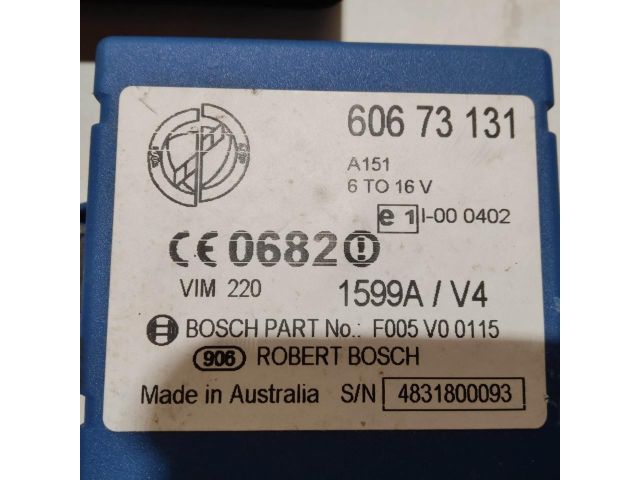 606 73 131
A151
6 TO 16 V
e1 I-00 0402
CE 0682
VIM 220 1599A / V4
BOSCH PART No.: F005 V0 0115
906 ROBERT BOSCH
Made in Australia S/N 4831800093